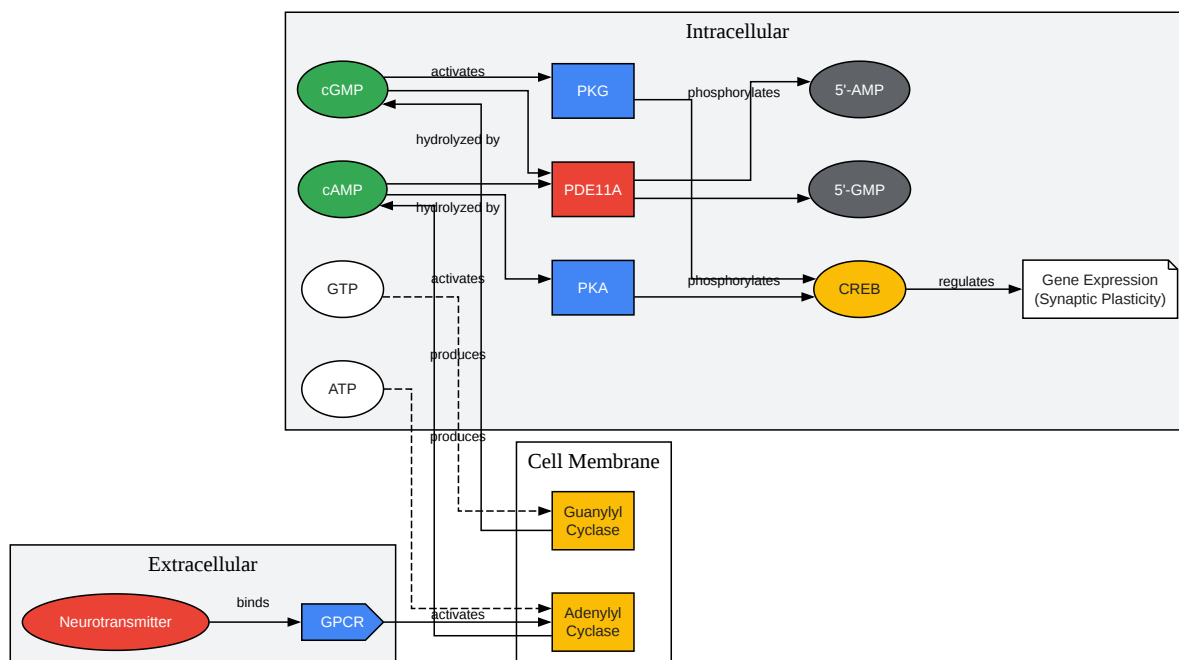 Intracellular
cGMP
activates
PKG
phosphorylates
5'-AMP
hydrolyzed by
cAMP
PDE11A
5'-GMP
hydrolyzed by
GTP
activates
PKA
phosphorylates
CREB
regulates
Gene Expression
(Synaptic Plasticity)
produces
ATP
produces
Cell Membrane
Guanylyl
Cyclase
Extracellular
Neurotransmitter
binds
GPCR
activates
Adenylyl
Cyclase